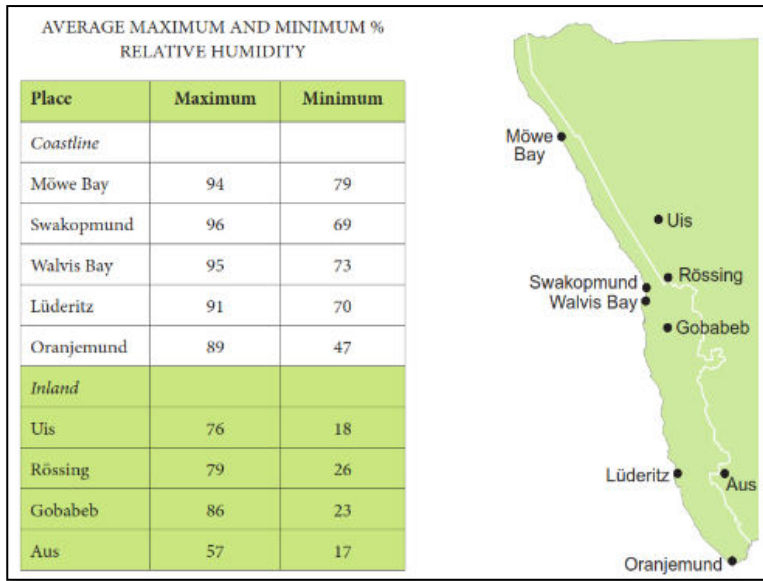 AVERAGE MAXIMUM AND MINIMUM %
RELATIVE HUMIDITY
Place Maximum Minimum
Coastline
Möwe Bay 94 79
Swakopmund 96 69
Walvis Bay 95 73
Lüderitz 91 70
Oranjemund 89 47
Inland
Uis 76 18
Rössing 79 26
Gobabeb 86 23
Aus 57 17
Möwe
Bay
Uis
Rössing
Swakopmund
Walvis Bay
Gobabeb
Lüderitz
Aus
Oranjemund